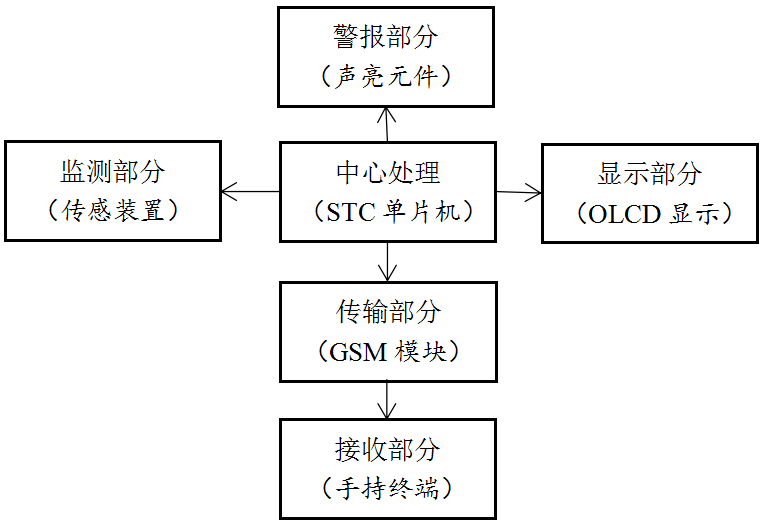 警报部分
（声亮元件）
监测部分
（传感装置）
中心处理
（STC 单片机）
显示部分
（OLCD 显示）
传输部分
（GSM 模块）
接收部分
（手持终端）